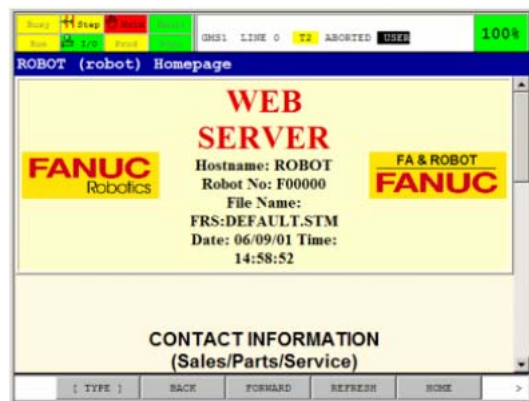 Busy Step Hold Fault
Run I/O Prod
GMS1 LINE 0 T2 ABORTED USER 100%
ROBOT (robot) Homepage
WEB
SERVER
FANUC
Robotics
Hostname: ROBOT
Robot No: F00000
File Name:
FRS:DEFAULT.STM
Date: 06/09/01 Time:
14:58:52
FA & ROBOT
FANUC
CONTACT INFORMATION
(Sales/Parts/Service)
[ TYPE ] BACK FORWARD REFRESH HOME >